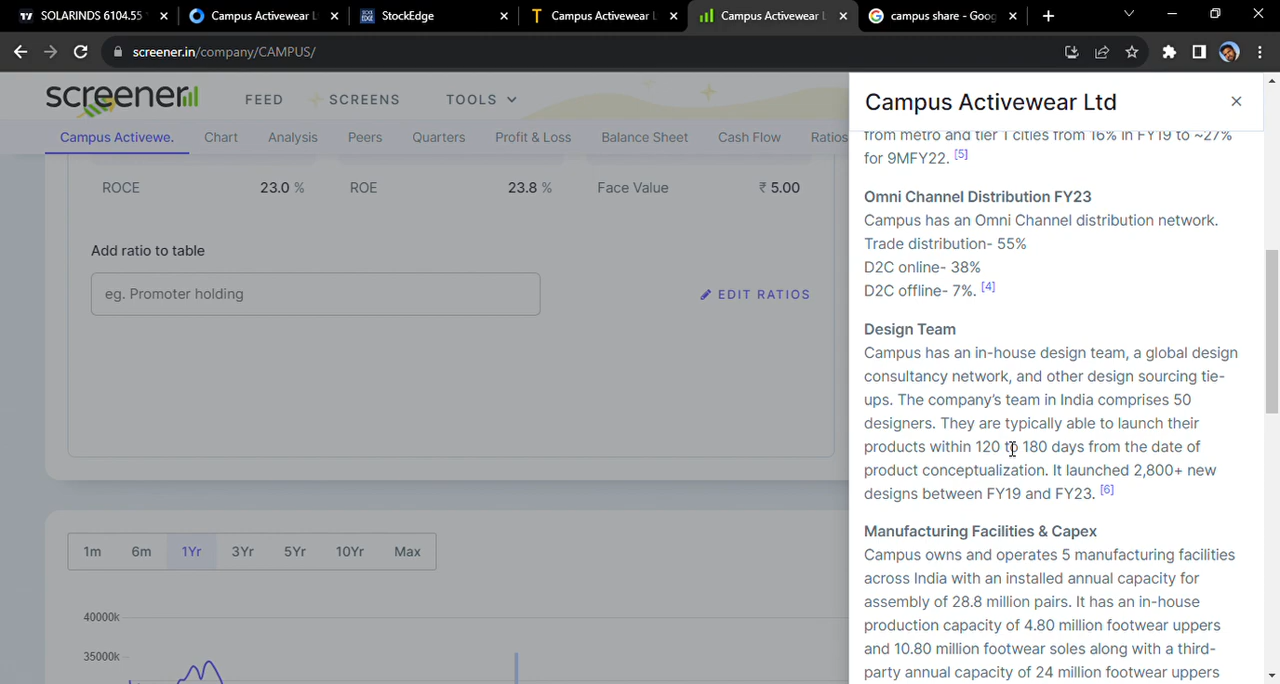 SOLARINDS 6104.55
Campus Activewear L
StockEdge
Campus Activewear L
Campus Activewear L
campus share - Goog
screener.in/company/CAMPUS/
screener
FEED
SCREENS
TOOLS
Campus Activewe.
Chart
Analysis
Peers
Quarters
Profit & Loss
Balance Sheet
Cash Flow
Ratios
ROCE 23.0 %
ROE 23.8 %
Face Value ₹ 5.00
Add ratio to table
eg. Promoter holding
EDIT RATIOS
1m 6m 1Yr 3Yr 5Yr 10Yr Max
40000k
35000k
Campus Activewear Ltd
from metro and tier 1 cities from 16% in FY19 to ~27%
for 9MFY22. [5]
Omni Channel Distribution FY23
Campus has an Omni Channel distribution network.
Trade distribution- 55%
D2C online- 38%
D2C offline- 7%. [4]
Design Team
Campus has an in-house design team, a global design
consultancy network, and other design sourcing tie-
ups. The company's team in India comprises 50
designers. They are typically able to launch their
products within 120 to 180 days from the date of
product conceptualization. It launched 2,800+ new
designs between FY19 and FY23. [6]
Manufacturing Facilities & Capex
Campus owns and operates 5 manufacturing facilities
across India with an installed annual capacity for
assembly of 28.8 million pairs. It has an in-house
production capacity of 4.80 million footwear uppers
and 10.80 million footwear soles along with a third-
party annual capacity of 24 million footwear uppers